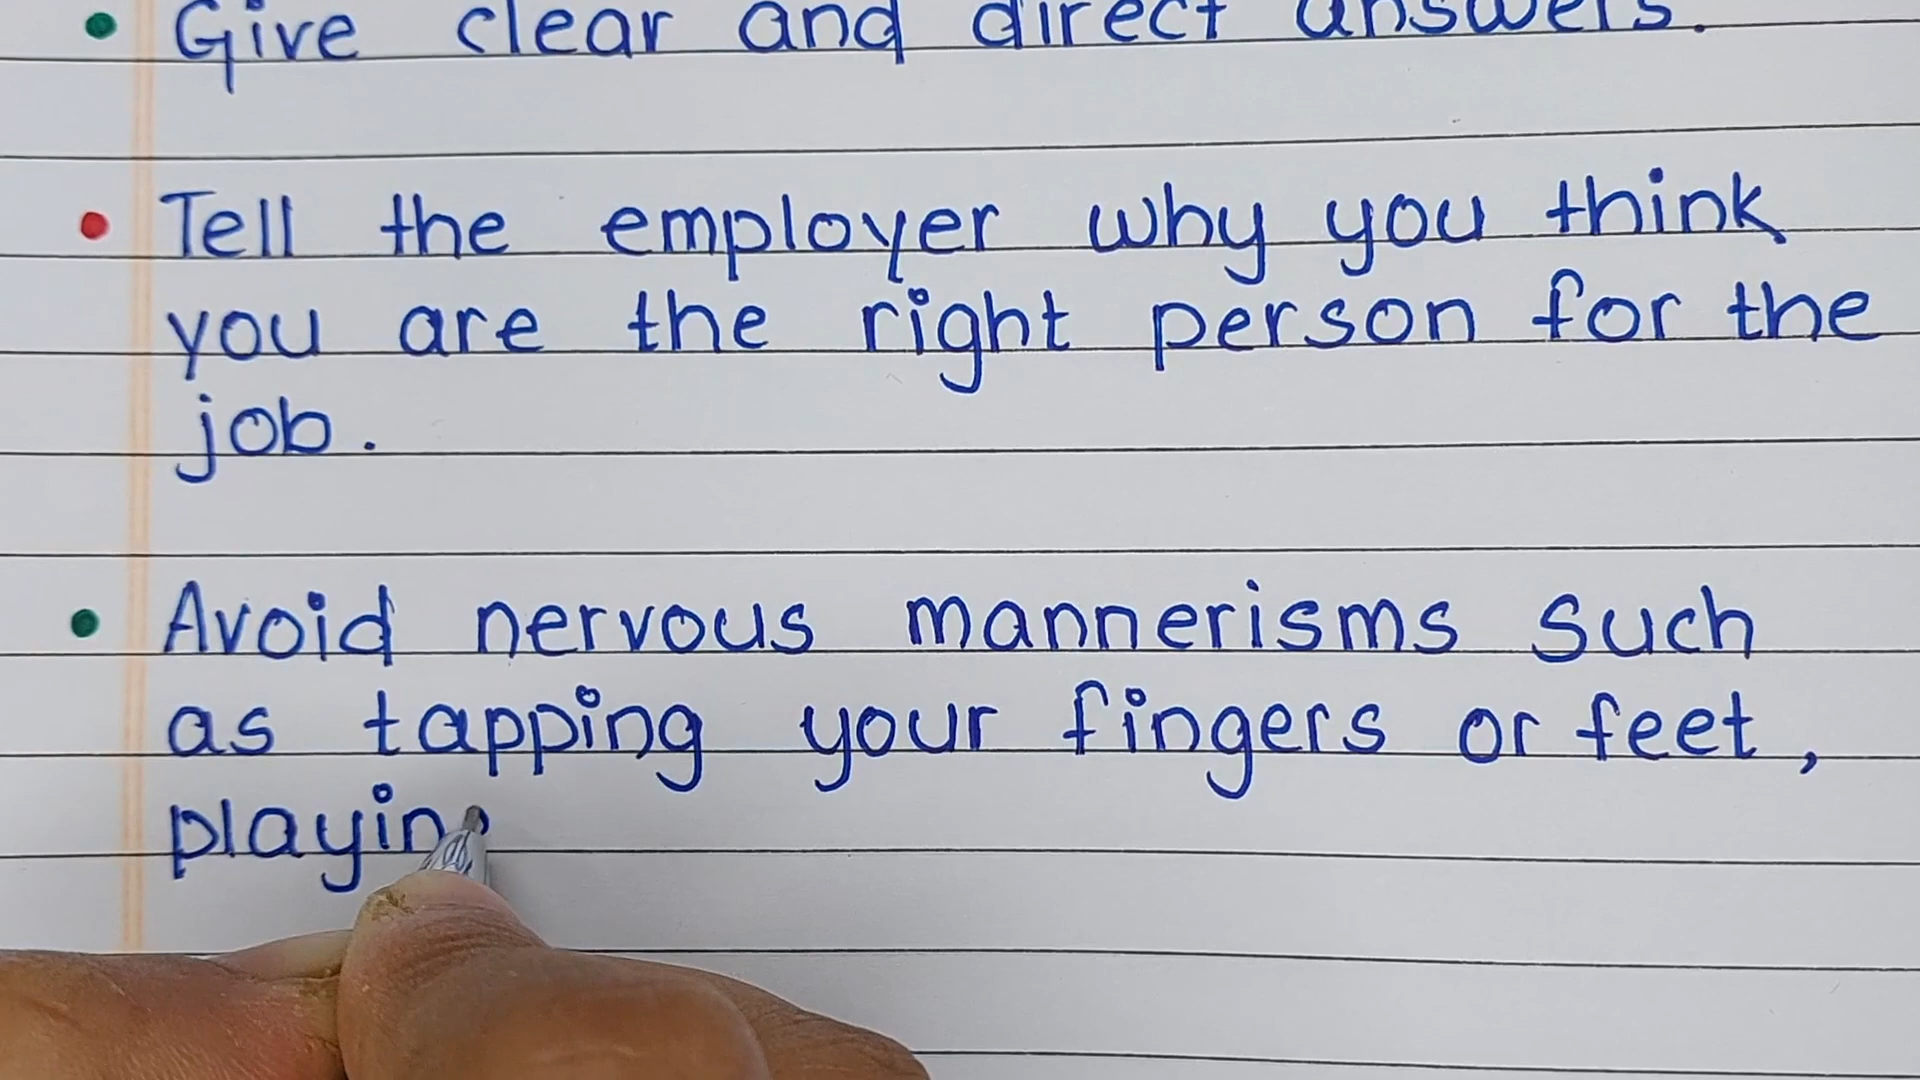 • Give clear and direct answers.
• Tell the employer why you think
you are the right person for the
job.
• Avoid nervous mannerisms such
as tapping your fingers or feet,
playin